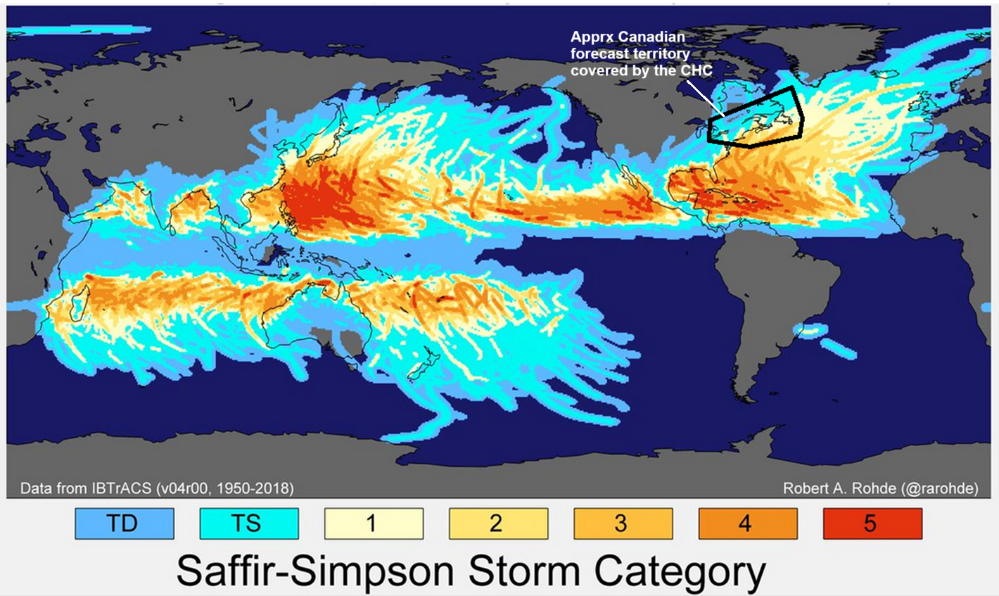 Apprx Canadian
forecast territory
covered by the CHC
Data from IBTrACS (v04r00, 1950-2018)
Robert A. Rohde (@rarohde)
TD
TS
1
2
3
4
5
Saffir-Simpson Storm Category